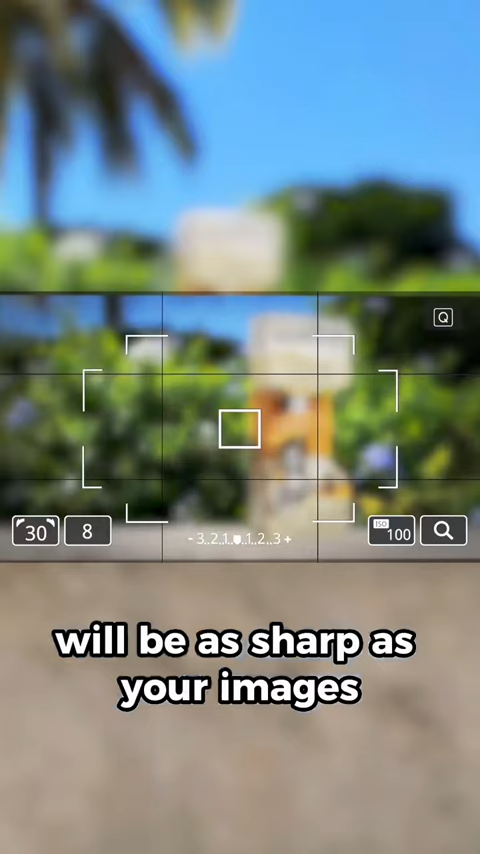 Q
30 8
- 3..2..1..0..1..2..3 +
ISO 100
will be as sharp as
your images